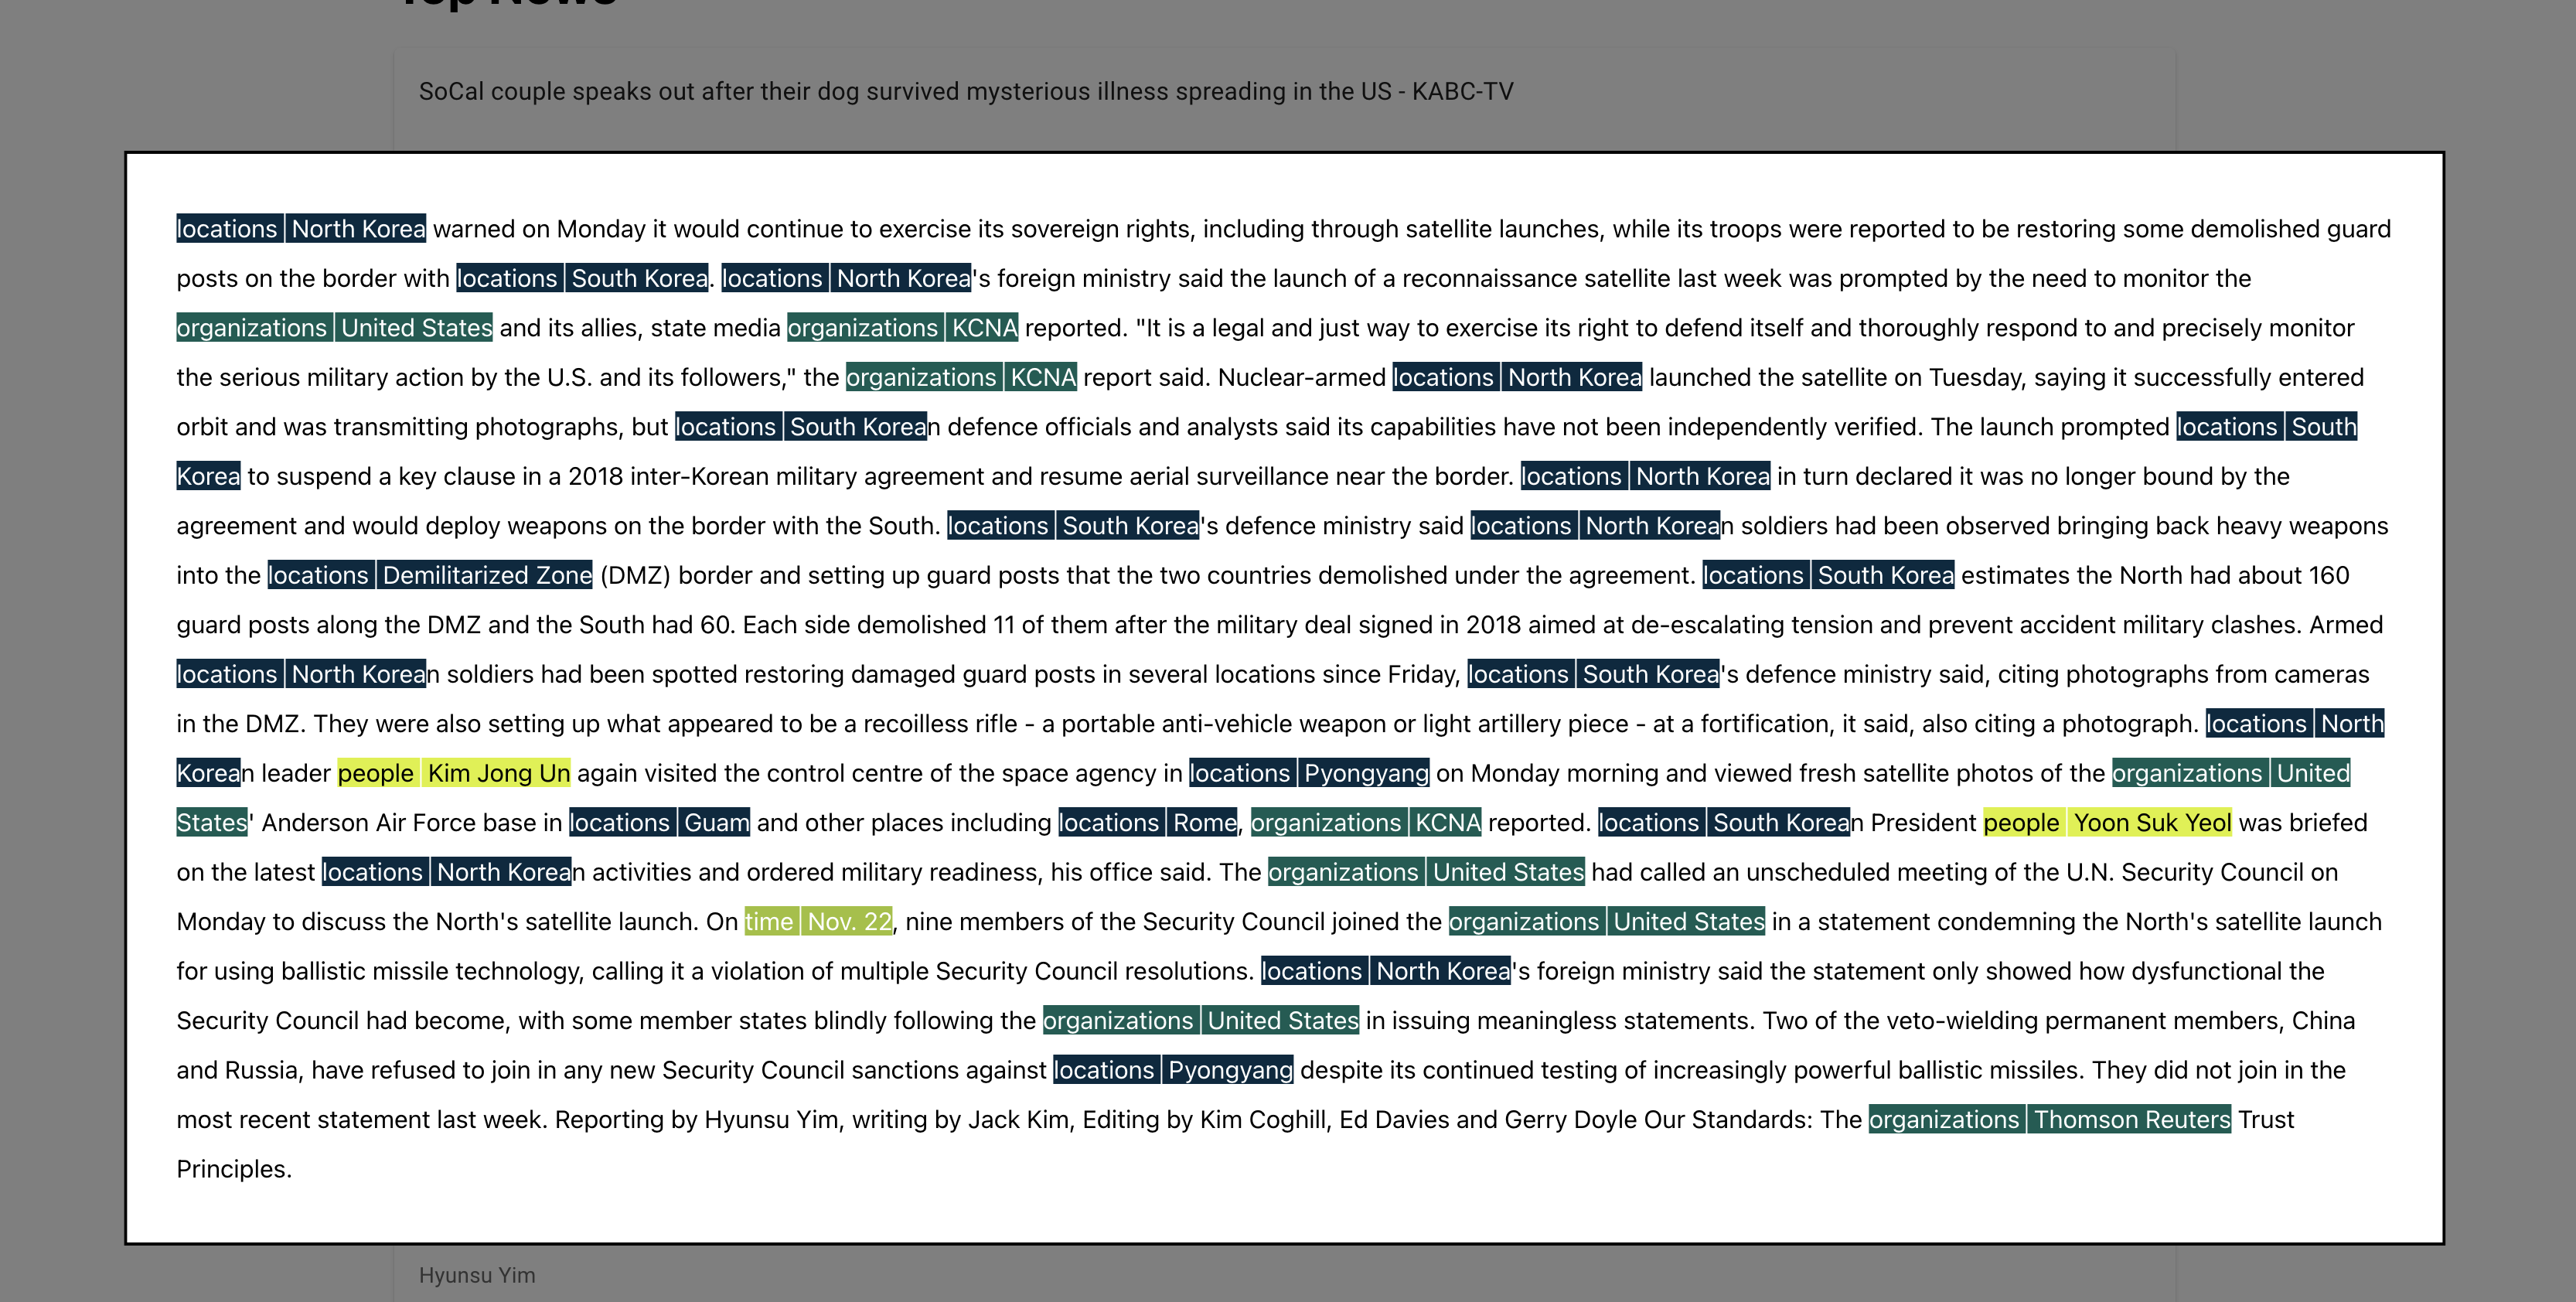 Top News
SoCal couple speaks out after their dog survived mysterious illness spreading in the US - KABC-TV
locations North Korea warned on Monday it would continue to exercise its sovereign rights, including through satellite launches, while its troops were reported to be restoring some demolished guard
posts on the border with locations South Korea. locations North Korea's foreign ministry said the launch of a reconnaissance satellite last week was prompted by the need to monitor the
organizations United States and its allies, state media organizations KCNA reported. "It is a legal and just way to exercise its right to defend itself and thoroughly respond to and precisely monitor
the serious military action by the U.S. and its followers," the organizations KCNA report said. Nuclear-armed locations North Korea launched the satellite on Tuesday, saying it successfully entered
orbit and was transmitting photographs, but locations South Korean defence officials and analysts said its capabilities have not been independently verified. The launch prompted locations South
Korea to suspend a key clause in a 2018 inter-Korean military agreement and resume aerial surveillance near the border. locations North Korea in turn declared it was no longer bound by the
agreement and would deploy weapons on the border with the South. locations South Korea's defence ministry said locations North Korean soldiers had been observed bringing back heavy weapons
into the locations Demilitarized Zone (DMZ) border and setting up guard posts that the two countries demolished under the agreement. locations South Korea estimates the North had about 160
guard posts along the DMZ and the South had 60. Each side demolished 11 of them after the military deal signed in 2018 aimed at de-escalating tension and prevent accident military clashes. Armed
locations North Korean soldiers had been spotted restoring damaged guard posts in several locations since Friday, locations South Korea's defence ministry said, citing photographs from cameras
in the DMZ. They were also setting up what appeared to be a recoilless rifle - a portable anti-vehicle weapon or light artillery piece - at a fortification, it said, also citing a photograph. locations North
Korean leader people Kim Jong Un again visited the control centre of the space agency in locations Pyongyang on Monday morning and viewed fresh satellite photos of the organizations United
States' Anderson Air Force base in locations Guam and other places including locations Rome, organizations KCNA reported. locations South Korean President people Yoon Suk Yeol was briefed
on the latest locations North Korean activities and ordered military readiness, his office said. The organizations United States had called an unscheduled meeting of the U.N. Security Council on
Monday to discuss the North's satellite launch. On time Nov. 22, nine members of the Security Council joined the organizations United States in a statement condemning the North's satellite launch
for using ballistic missile technology, calling it a violation of multiple Security Council resolutions. locations North Korea's foreign ministry said the statement only showed how dysfunctional the
Security Council had become, with some member states blindly following the organizations United States in issuing meaningless statements. Two of the veto-wielding permanent members, China
and Russia, have refused to join in any new Security Council sanctions against locations Pyongyang despite its continued testing of increasingly powerful ballistic missiles. They did not join in the
most recent statement last week. Reporting by Hyunsu Yim, writing by Jack Kim, Editing by Kim Coghill, Ed Davies and Gerry Doyle Our Standards: The organizations Thomson Reuters Trust
Principles.
Hyunsu Yim